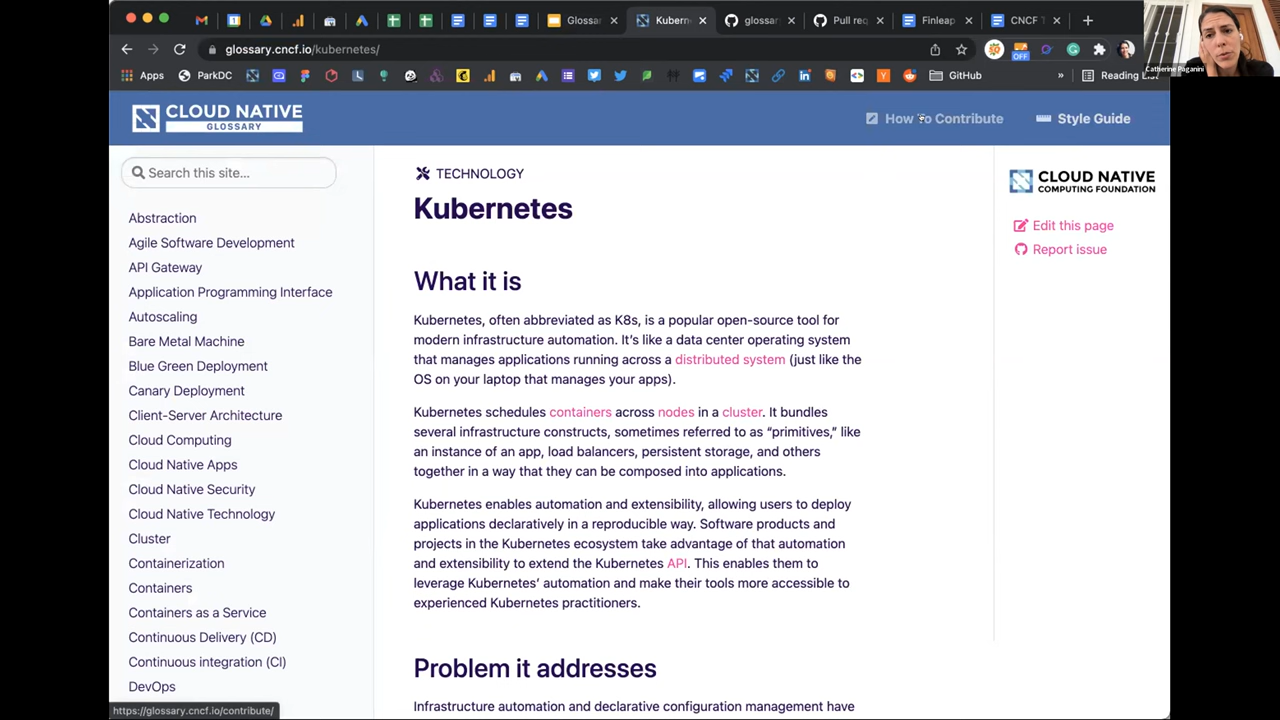 Glossar
Kubern
glossar
Pull req
Finleap
CNCF T
glossary.cncf.io/kubernetes/
OFF
Apps
ParkDC
GitHub
»
Reading List
Catherine Paganini
CLOUD NATIVE
GLOSSARY
How To Contribute
Style Guide
Search this site...
Abstraction
Agile Software Development
API Gateway
Application Programming Interface
Autoscaling
Bare Metal Machine
Blue Green Deployment
Canary Deployment
Client-Server Architecture
Cloud Computing
Cloud Native Apps
Cloud Native Security
Cloud Native Technology
Cluster
Containerization
Containers
Containers as a Service
Continuous Delivery (CD)
Continuous integration (CI)
DevOps
https://glossary.cncf.io/contribute/
TECHNOLOGY
Kubernetes
What it is
Kubernetes, often abbreviated as K8s, is a popular open-source tool for
modern infrastructure automation. It's like a data center operating system
that manages applications running across a distributed system (just like the
OS on your laptop that manages your apps).
Kubernetes schedules containers across nodes in a cluster. It bundles
several infrastructure constructs, sometimes referred to as “primitives,” like
an instance of an app, load balancers, persistent storage, and others
together in a way that they can be composed into applications.
Kubernetes enables automation and extensibility, allowing users to deploy
applications declaratively in a reproducible way. Software products and
projects in the Kubernetes ecosystem take advantage of that automation
and extensibility to extend the Kubernetes API. This enables them to
leverage Kubernetes’ automation and make their tools more accessible to
experienced Kubernetes practitioners.
Problem it addresses
Infrastructure automation and declarative configuration management have
CLOUD NATIVE
COMPUTING FOUNDATION
Edit this page
Report issue